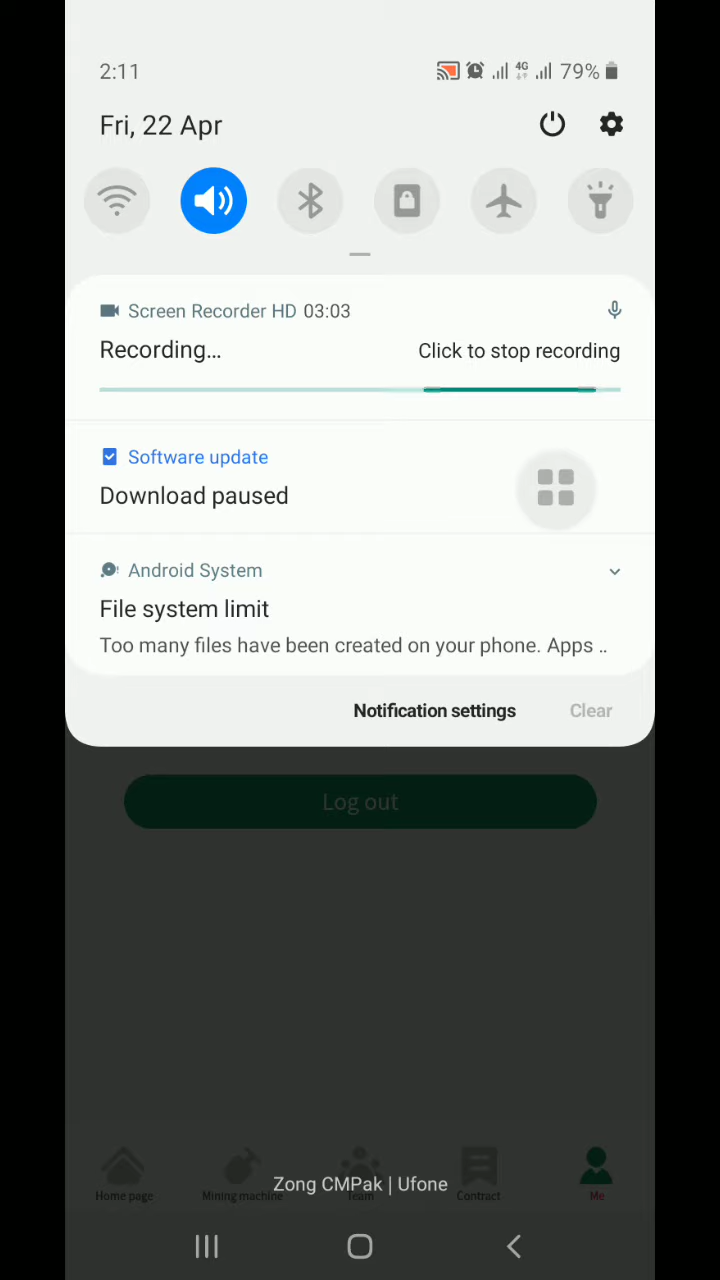 2:11
4G
79%
Fri, 22 Apr
Screen Recorder HD 03:03
Recording...
Click to stop recording
Software update
Download paused
Android System
File system limit
Too many files have been created on your phone. Apps ..
Notification settings
Clear
Log out
Zong CMPak | Ufone
Home page
Mining machine
Team
Contract
Me